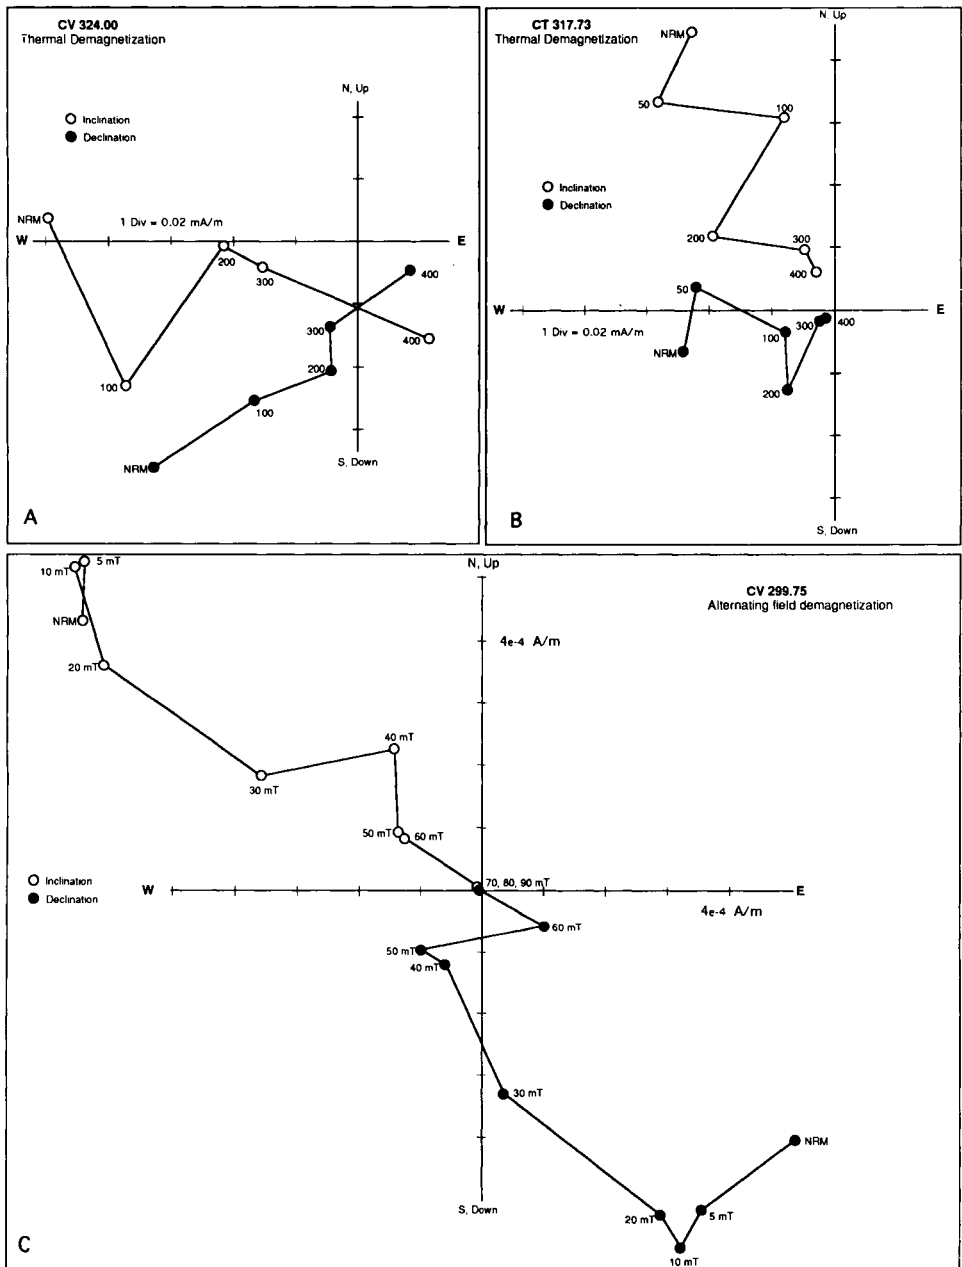 CV 324.00
Thermal Demagnetization
N, Up
Inclination
Declination
NRM
1 Div = 0.02 mA/m
W
E
200
300
400
300
400
200
100
100
NRM
S, Down
A
CT 317.73
Thermal Demagnetization
N, Up
NRM
50
100
Inclination
Declination
200
300
400
50
W
E
1 Div = 0.02 mA/m
100
300
400
NRM
200
S, Down
B
CV 299.75
Alternating field demagnetization
N, Up
10 mT
5 mT
NRM
4e-4 A/m
20 mT
40 mT
30 mT
50 mT
60 mT
Inclination
Declination
W
70, 80, 90 mT
E
4e-4 A/m
60 mT
50 mT
40 mT
30 mT
NRM
S, Down
20 mT
5 mT
10 mT
C